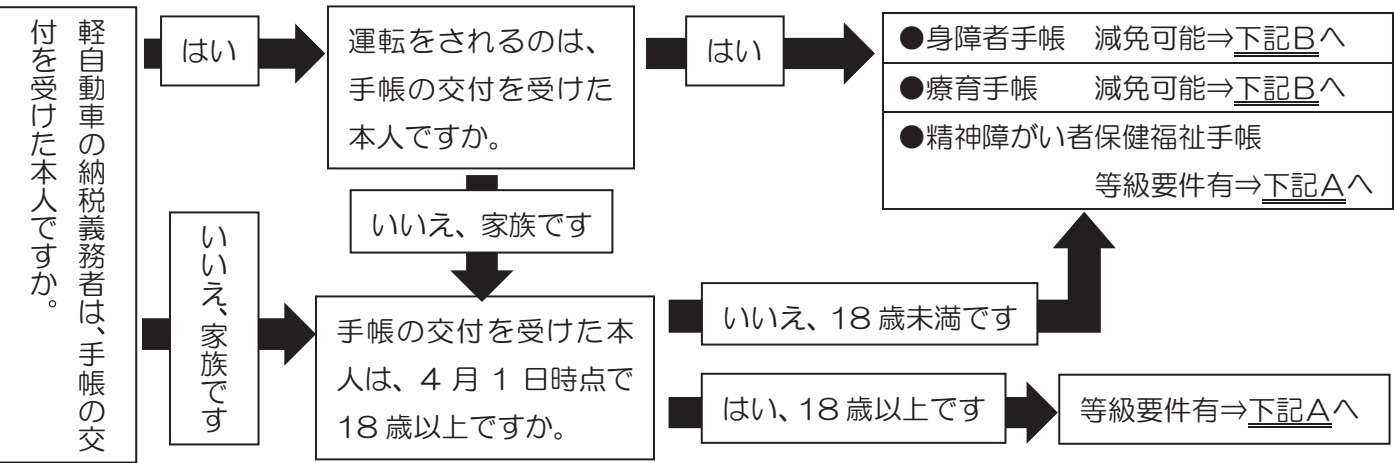 軽自動車の納税義務者は、手帳の交
付を受けた本人ですか。
はい
運転をされるのは、
手帳の交付を受けた
本人ですか。
はい
●身障者手帳　減免可能⇒下記Bへ
●療育手帳　　減免可能⇒下記Bへ
●精神障がい者保健福祉手帳
等級要件有⇒下記Aへ
いいえ、家族です
いいえ、家族です
手帳の交付を受けた本
人は、4 月 1 日時点で
18 歳以上ですか。
いいえ、18 歳未満です
はい、18 歳以上です
等級要件有⇒下記Aへ